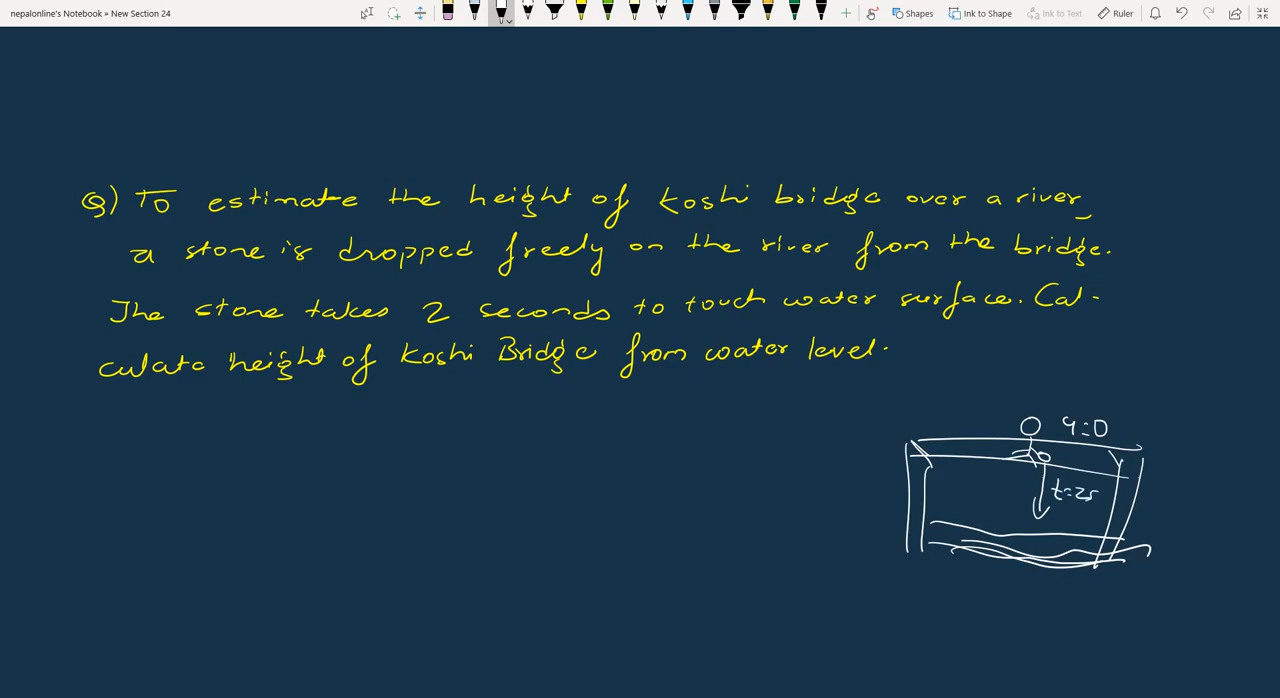 nepalonline's Notebook » New Section 24
Shapes
Ink to Shape
Ink to Text
Ruler
Q) To estimate the height of Koshi bridge over a river,
a stone is dropped freely on the river from the bridge.
The stone takes 2 seconds to touch water surface. Cal-
culate height of Koshi Bridge from water level.
u=0
t=2s